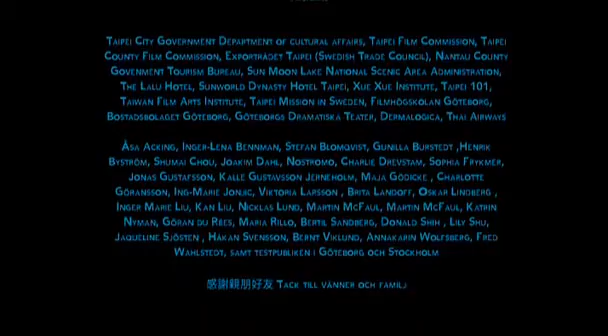 Taipei City Government Department of cultural affairs, Taipei Film Commission, Taipei
County Film Commission, Exportrådet Taipei (Swedish Trade Council), Nantau County
Govenment Tourism Bureau, Sun Moon Lake National Scenic Area Administration,
The Lalu Hotel, Sunworld Dynasty Hotel Taipei, Xue Xue Institute, Taipei 101,
Taiwan Film Arts Institute, Taipei Mission in Sweden, Filmhögskolan Göteborg,
Bostadsbolaget Göteborg, Göteborgs Dramatiska Teater, Dermalogica, Thai Airways
Åsa Acking, Inger-Lena Bennman, Stefan Blomqvist, Gunilla Burstedt ,Henrik
Byström, Shumai Chou, Joakim Dahl, Nostromo, Charlie Drevstam, Sophia Frykmer,
Jonas Gustafsson, Kalle Gustavsson Jerneholm, Maja Gödicke , Charlotte
Göransson, Ing-Marie Jonäc, Viktoria Larsson , Brita Landoff, Oskar Lindberg ,
Inger Marie Liu, Kan Liu, Nicklas Lund, Martin McFaul, Martin McFaul, Katrin
Nyman, Göran du Rées, Maria Rillo, Bertil Sandberg, Donald Shih , Lily Shu,
Jaqueline Sjösten , Håkan Svensson, Bernt Viklund, Annakarin Wolfsberg, Fred
Wahlstedt, samt testpubliken i Göteborg och Stockholm
感謝親朋好友 Tack till vänner och familj